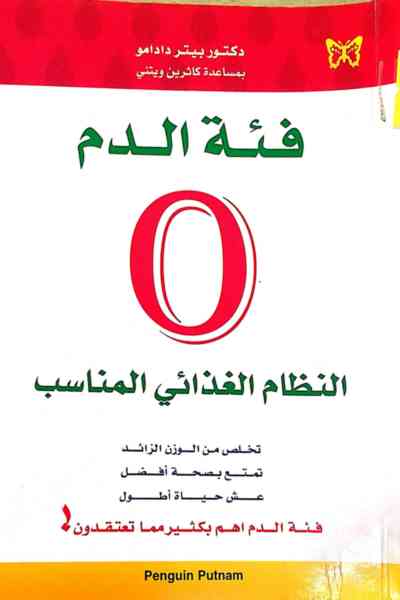 دكتور بيتر دادامو
بمساعدة كاثرين ويتني
فئة الدم
O
النظام الغذائي المناسب
تخلص من الوزن الزائد
تمتع بصحة أفضل
عش حياة أطول
فئة الدم اهم بكثير مما تعتقدون !
Penguin Putnam